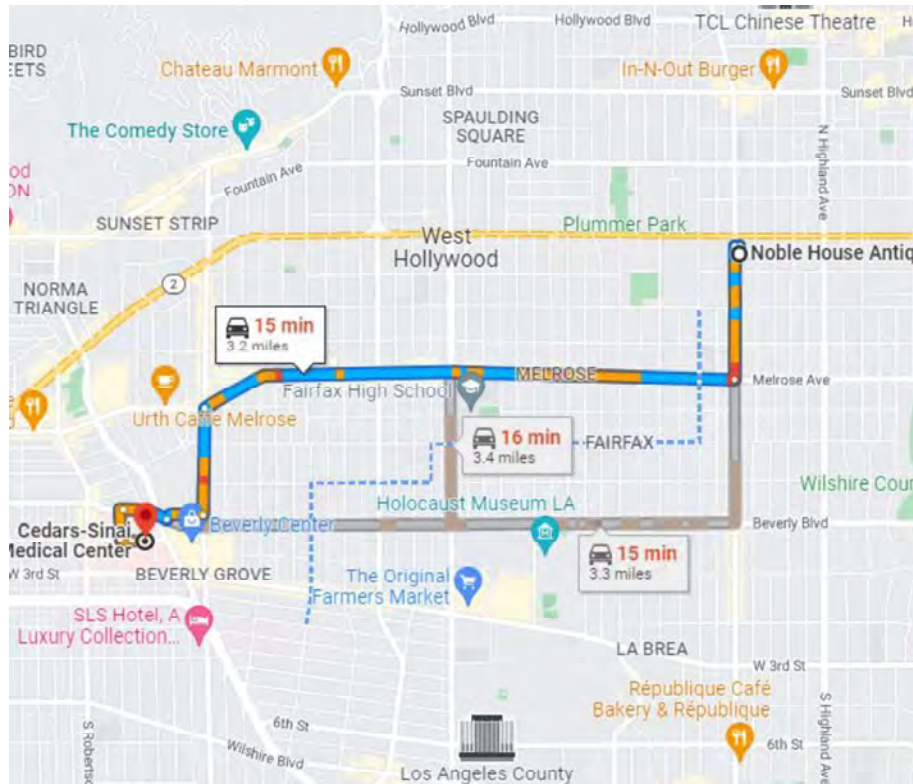 TCL Chinese Theatre
Hollywood Blvd
Hollywood Blvd
BIRD
EETS
Chateau Marmont
In-N-Out Burger
Sunset Blvd
Sunset Blvd
The Comedy Store
SPAULDING
SQUARE
N Highland Ave
Fountain Ave
Fountain Ave
ood
ON
SUNSET STRIP
Plummer Park
West
Hollywood
Noble House Antiq
2
NORMA
TRIANGLE
15 min
3.2 miles
MELROSE
Melrose Ave
Fairfax High School
Urth Caffe Melrose
16 min
3.4 miles
FAIRFAX
Wilshire Cour
Holocaust Museum LA
Cedars-Sinai
Medical Center
Beverly Center
Beverly Blvd
15 min
3.3 miles
W 3rd St
BEVERLY GROVE
The Original
Farmers Market
SLS Hotel, A
Luxury Collection...
LA BREA
W 3rd St
République Café
Bakery & République
S Highland Ave
S Roberts
6th St
6th St
Wilshire Blvd
Los Angeles County